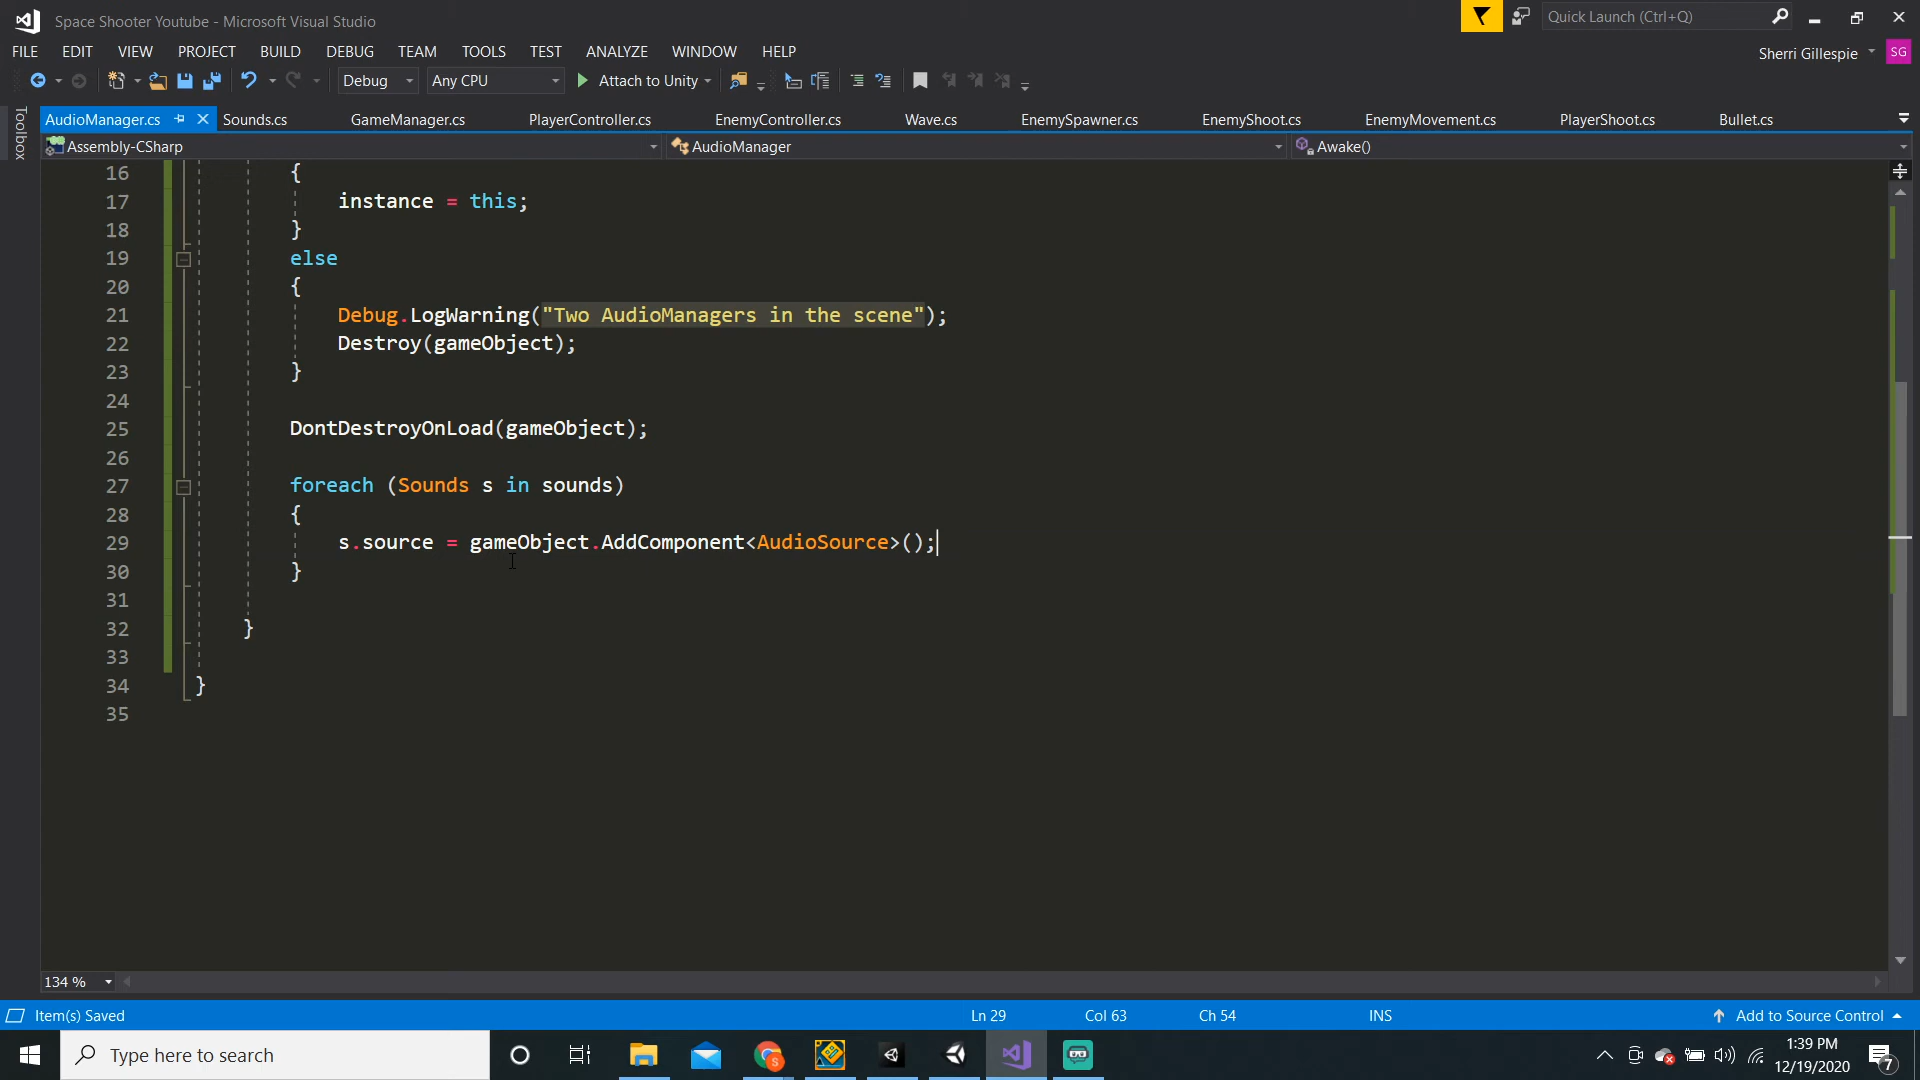 Space Shooter Youtube - Microsoft Visual Studio
Quick Launch (Ctrl+Q)
FILE EDIT VIEW PROJECT BUILD DEBUG TEAM TOOLS TEST ANALYZE WINDOW HELP
Sherri Gillespie SG
Debug Any CPU Attach to Unity
Toolbox
AudioManager.cs Sounds.cs GameManager.cs PlayerController.cs EnemyController.cs Wave.cs EnemySpawner.cs EnemyShoot.cs EnemyMovement.cs PlayerShoot.cs Bullet.cs
Assembly-CSharp AudioManager Awake()
16 {
17 instance = this;
18 }
19 else
20 {
21 Debug.LogWarning("Two AudioManagers in the scene");
22 Destroy(gameObject);
23 }
24
25 DontDestroyOnLoad(gameObject);
26
27 foreach (Sounds s in sounds)
28 {
29 s.source = gameObject.AddComponent<AudioSource>();
30 }
31
32 }
33
34 }
35
134 %
Item(s) Saved Ln 29 Col 63 Ch 54 INS Add to Source Control
Type here to search
S
1:39 PM
12/19/2020
7